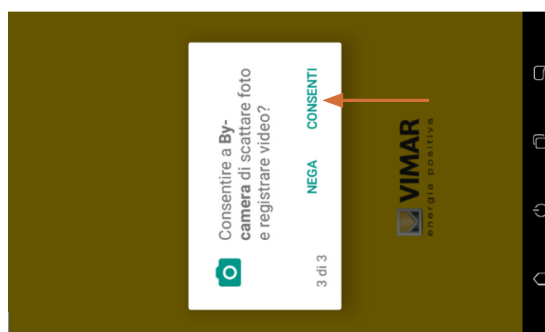 Consentire a By-
camera di scattare foto
e registrare video?
3 di 3
NEGA
CONSENTI
VIMAR
energia positiva